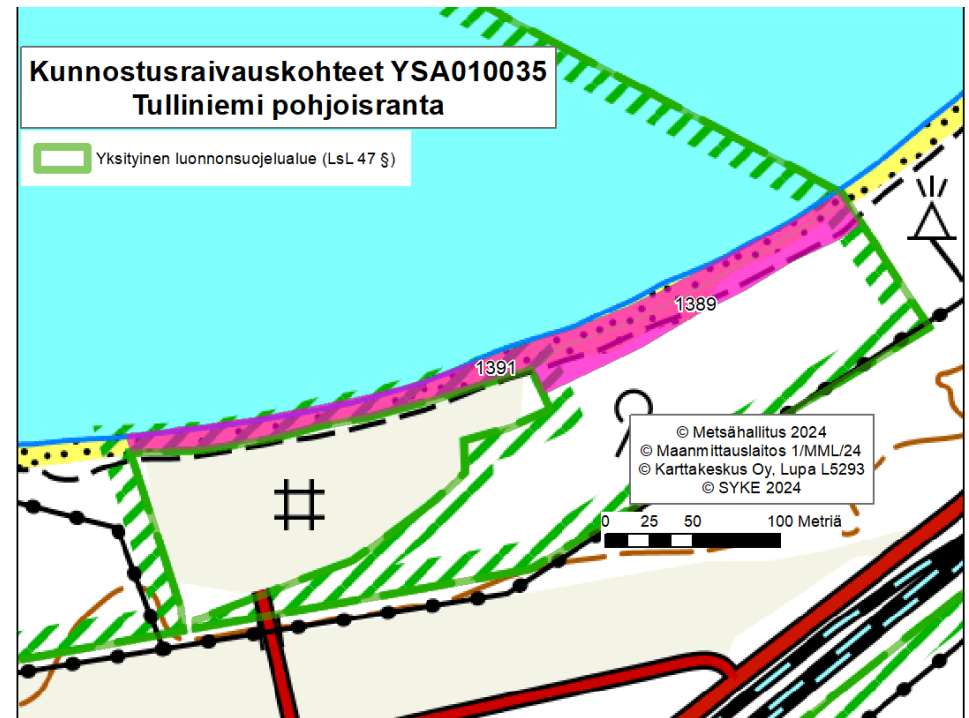 Kunnostusraivauskohteet YSA010035
Tulliniemi pohjoisranta
Yksityinen luonnonsuojelualue (LsL 47 §)
1389
1391
© Metsähallitus 2024
© Maanmittauslaitos 1/MML/24
© Karttakeskus Oy, Lupa L5293
© SYKE 2024
0 25 50 100 Metriä